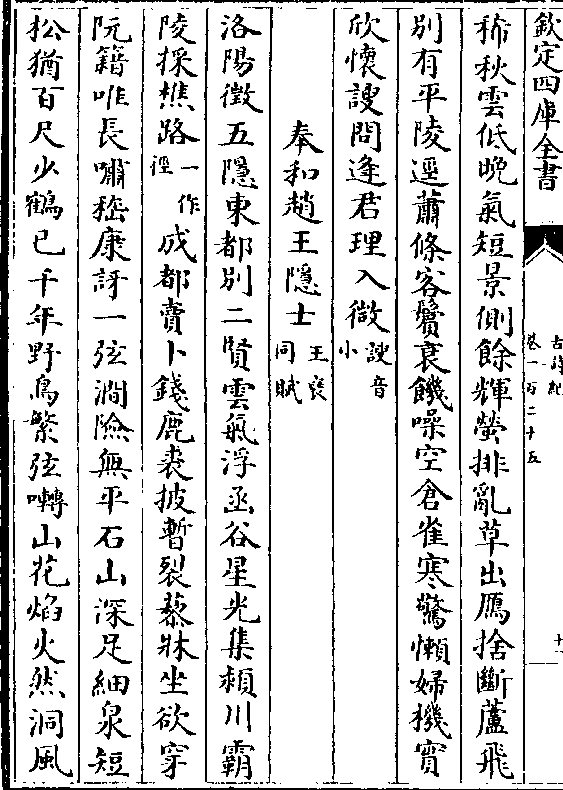 欽定四庫全書
古詩紀
卷一百二十五
十一
稀秋雲低晚氣短景側餘輝螢排亂草出鴈捨斷蘆飛
別有平陵逕蕭條客鬢衰饑噪空倉雀寒驚懶婦機寳
欣懷謏問逢君理入微謏音小
奉和趙王隱士王襃同賦
洛陽徵五隠東都别二賢雲氣浮函谷星光集潁川霸
陵採樵路一作徑成都賣卜錢鹿裘披暫裂藜牀坐欲穿
阮籍唯長嘯嵇康訝一弦澗險無平石山深足細泉短
松猶百尺少鶴已千年野鳥繁弦囀山花焰火然洞風